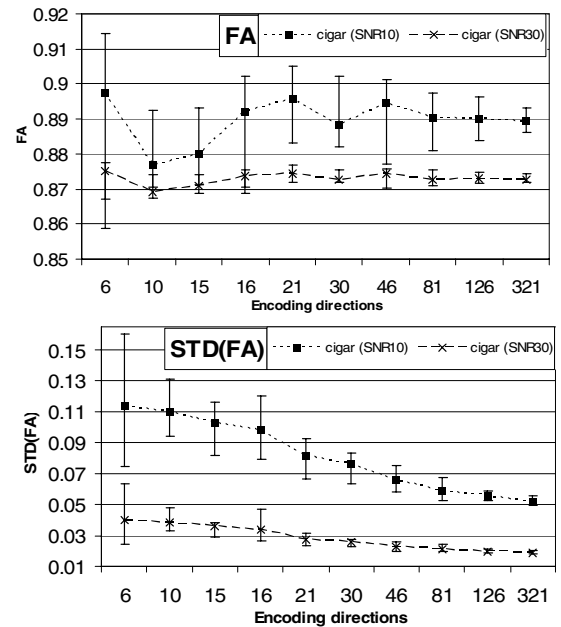 0.92
FA
cigar (SNR10)
cigar (SNR30)
0.91
0.9
0.89
0.88
0.87
0.86
0.85
FA
6 10 15 16 21 30 46 81 126 321
Encoding directions
STD(FA)
cigar (SNR10)
cigar (SNR30)
0.15
0.13
0.11
0.09
0.07
0.05
0.03
0.01
STD(FA)
6 10 15 16 21 30 46 81 126 321
Encoding directions